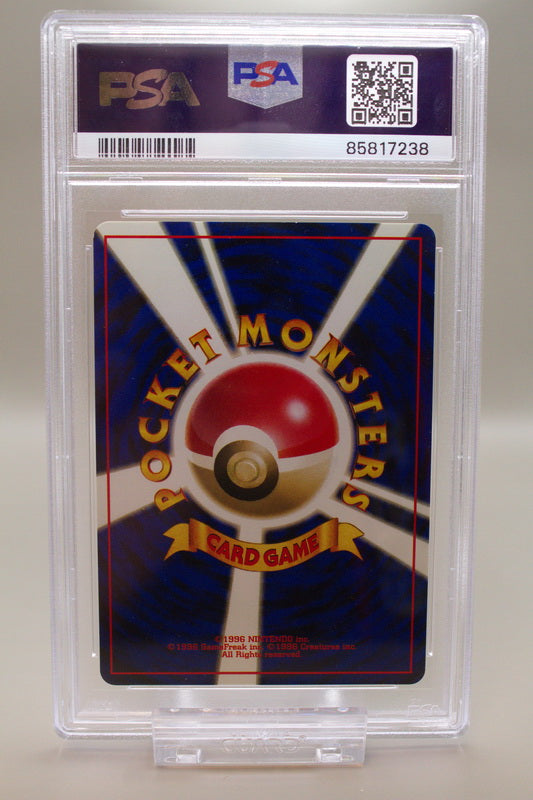 PSA PSA
85817238
POCKET MONSTERS
CARD GAME
©1996 NINTENDO inc.
©1995 GameFreak inc. ©1996 Creatures inc.
All Rights reserved.
PSA